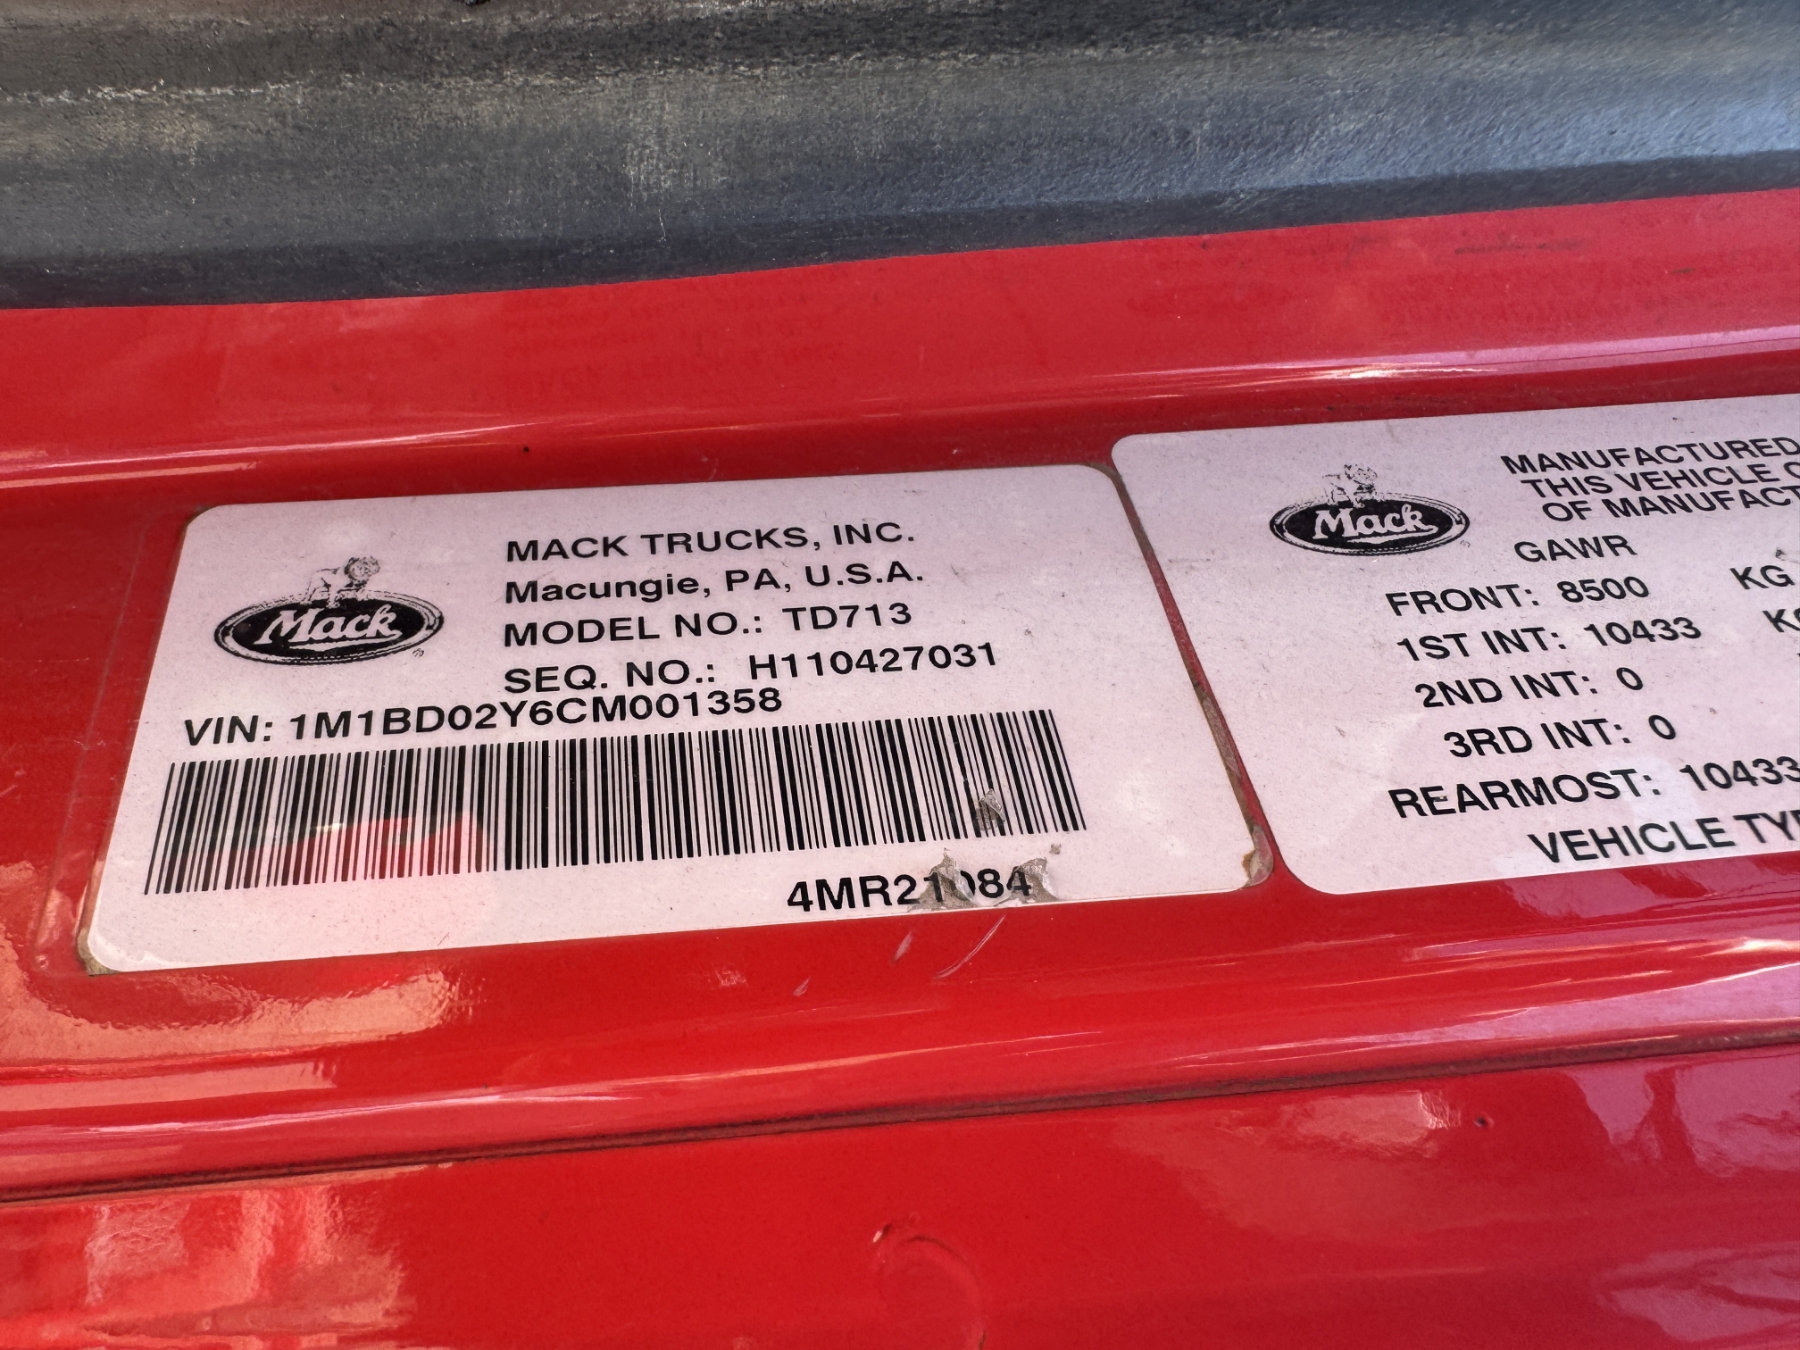 Mack
MACK TRUCKS, INC.
Macungie, PA, U.S.A.
MODEL NO.: TD713
SEQ. NO.: H110427031
VIN: 1M1BD02Y6CM001358
4MR21084
Mack
MANUFACTURED
THIS VEHICLE
OF MANUFACT
GAWR
FRONT: 8500 KG
1ST INT: 10433
2ND INT: 0
3RD INT: 0
REARMOST: 10433
VEHICLE TYP